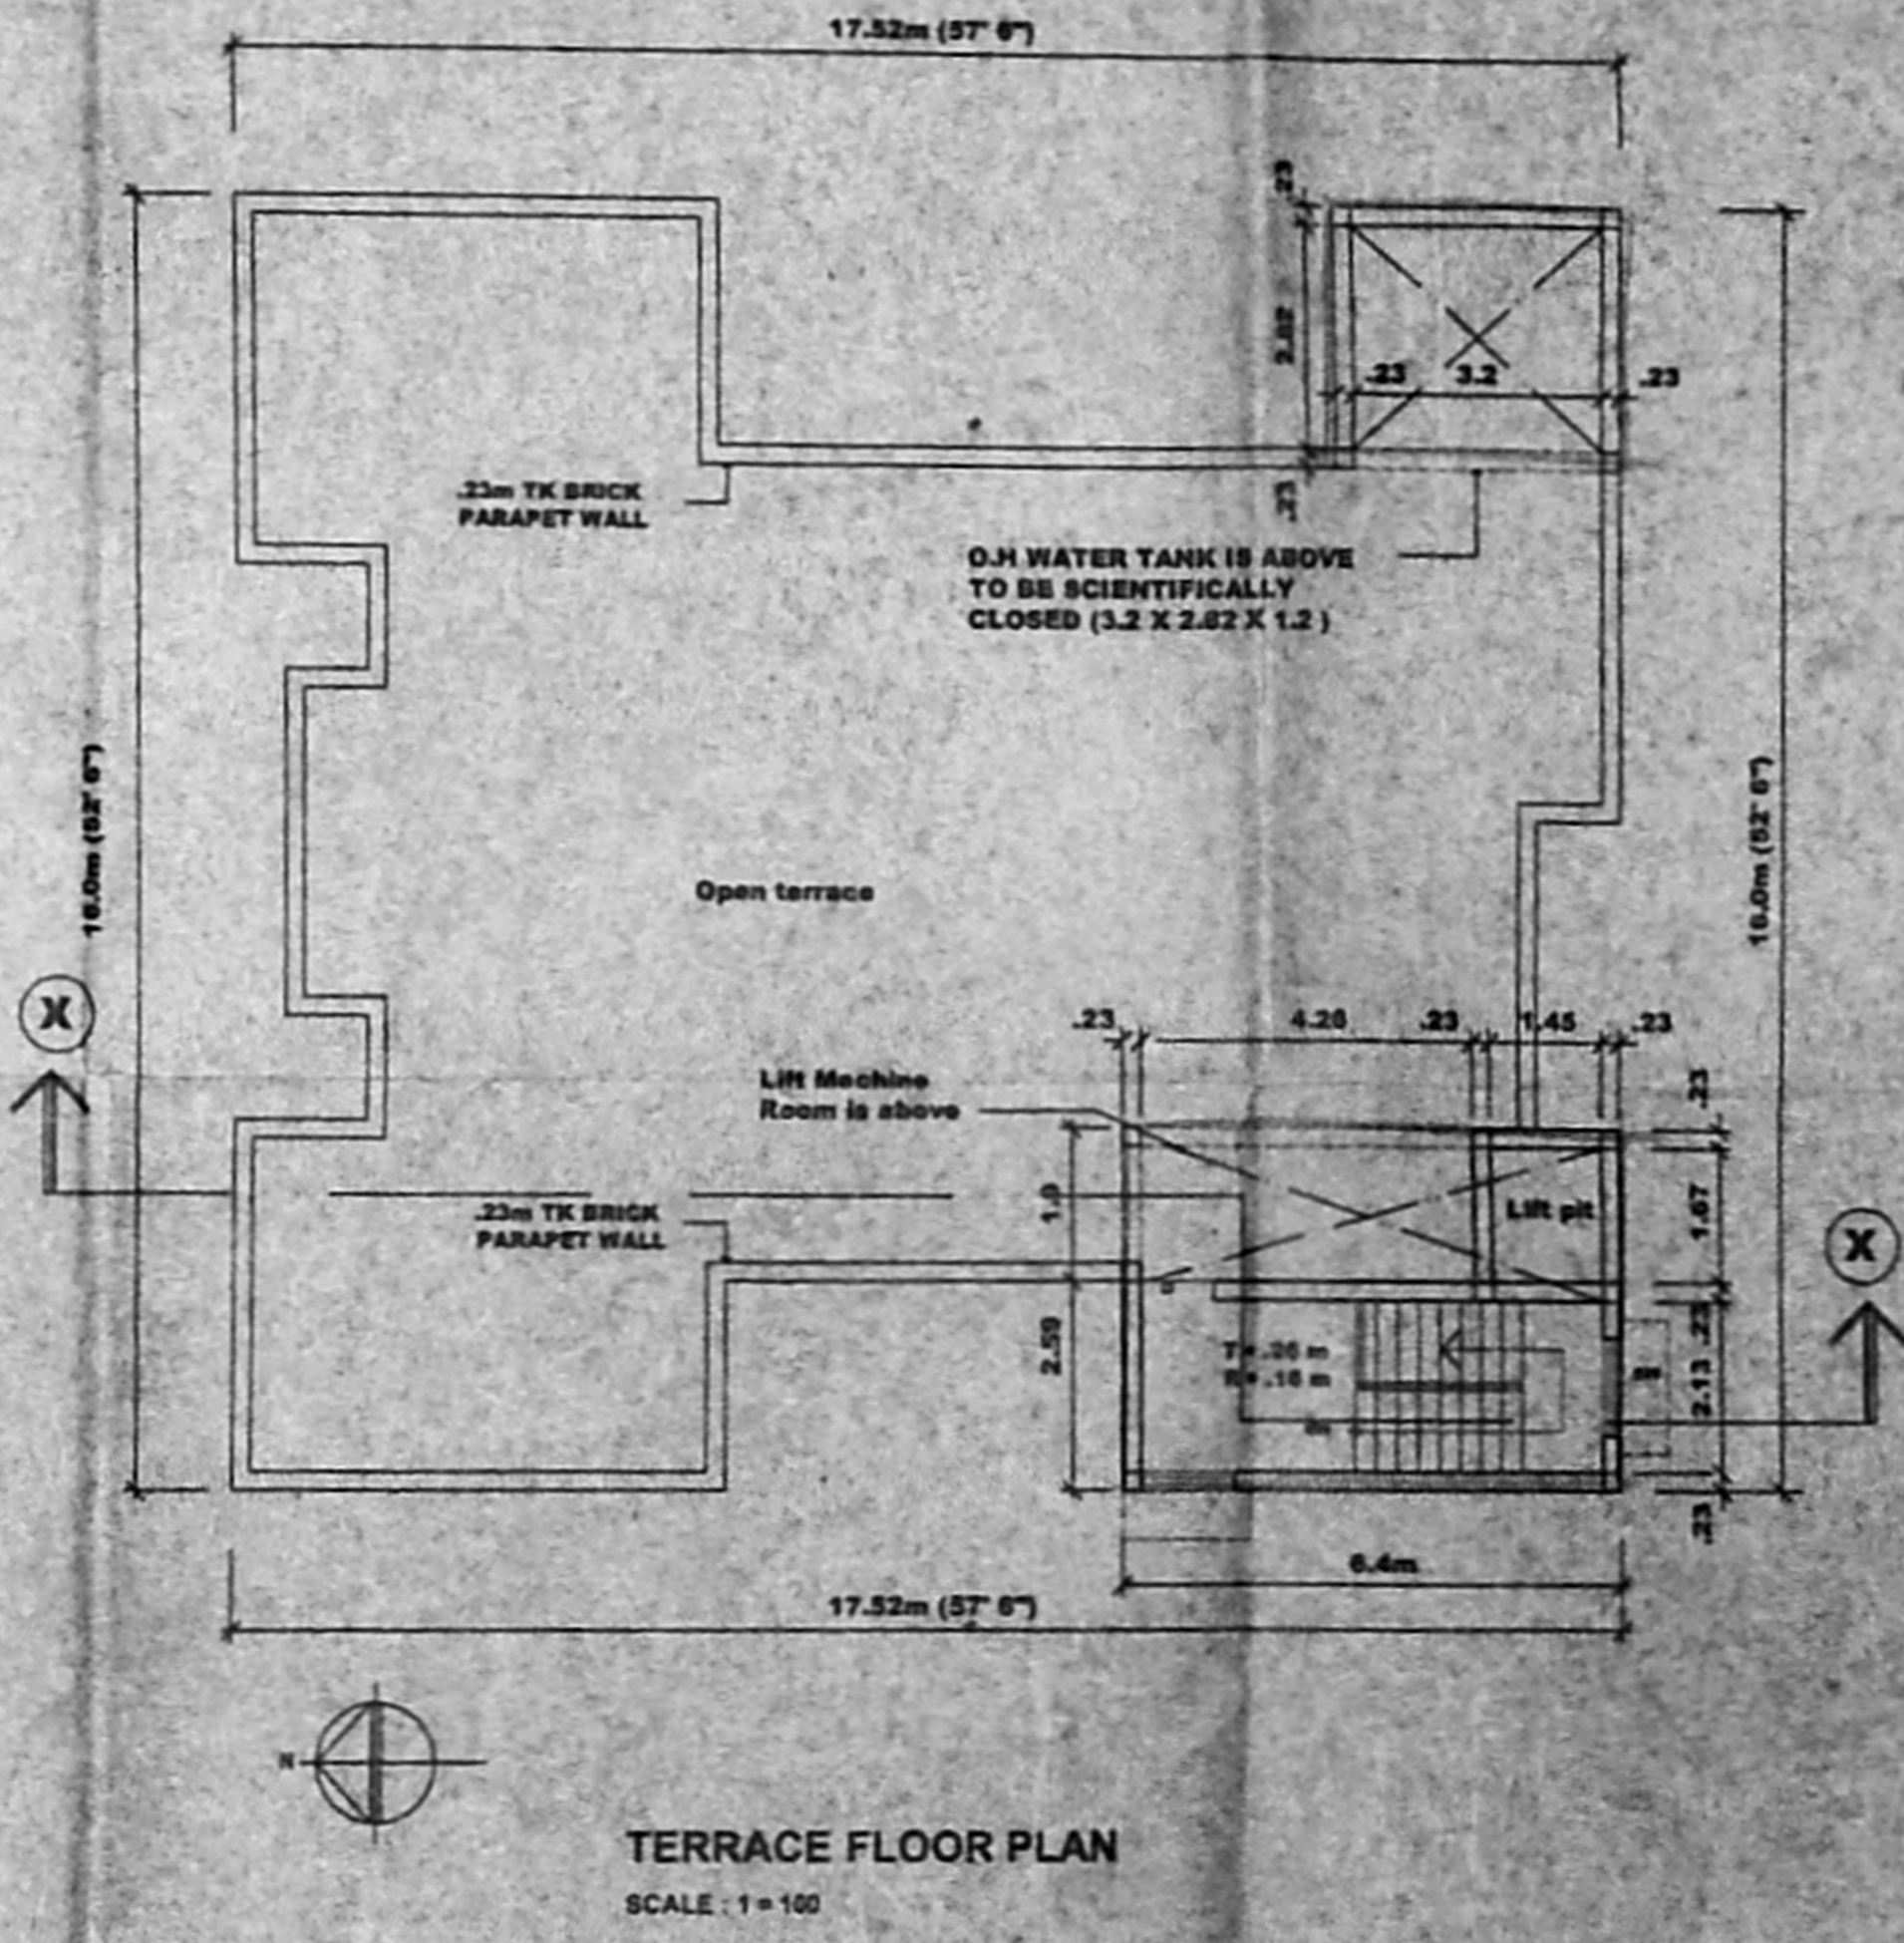 17.52m (57' 6")
.23
2.82
.23 3.2 .23
.23
.23m TK BRICK
PARAPET WALL
O.H WATER TANK IS ABOVE
TO BE SCIENTIFICALLY
CLOSED (3.2 X 2.82 X 1.2 )
16.0m (52' 6")
16.0m (52' 6")
Open terrace
X
.23 4.26 .23 1.45 .23
Lift Machine
Room is above
.23
1.9
1.67
Lift pit
.23m TK BRICK
PARAPET WALL
X
.23
2.59
T= .26 m
R= .16 m
2.13
.23
6.4m
17.52m (57' 6")
N
TERRACE FLOOR PLAN
SCALE : 1 = 100